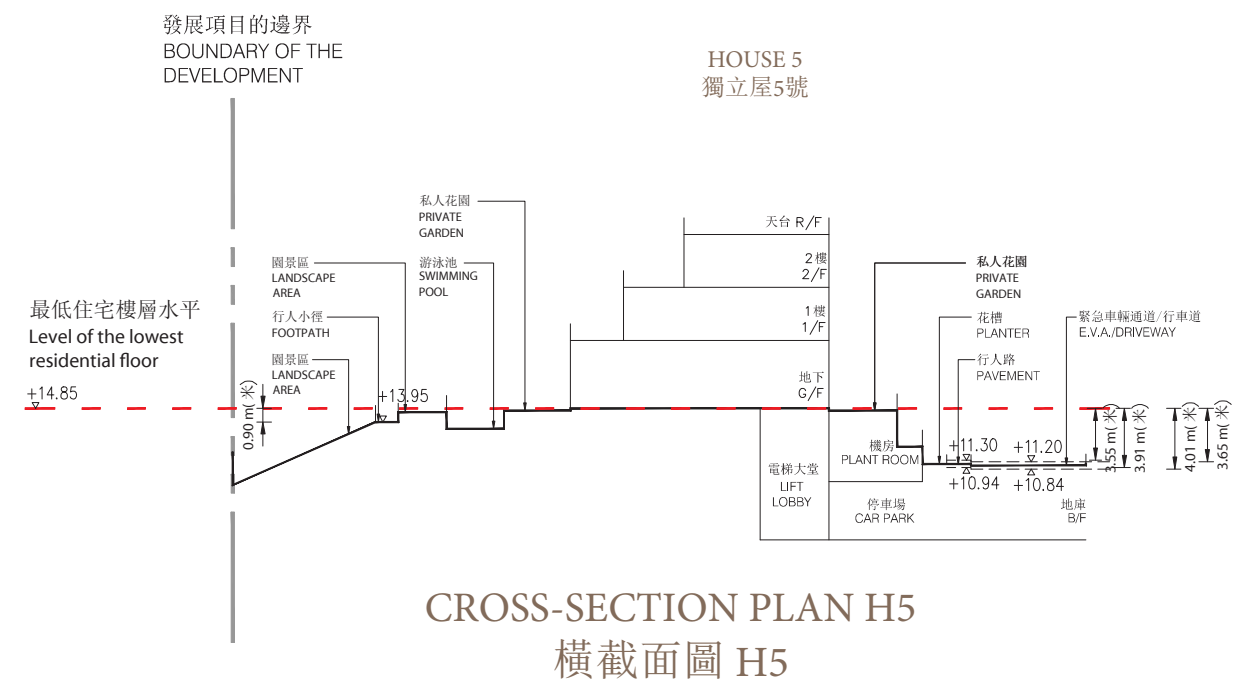 發展項目的邊界
BOUNDARY OF THE
DEVELOPMENT
HOUSE 5
獨立屋5號
私人花園
PRIVATE
GARDEN
天台 R/F
園景區
LANDSCAPE
AREA
游泳池
SWIMMING
POOL
2樓
2/F
私人花園
PRIVATE
GARDEN
最低住宅樓層水平
Level of the lowest
residential floor
行人小徑
FOOTPATH
1樓
1/F
花槽
PLANTER
緊急車輛通道/行車道
E.V.A./DRIVEWAY
園景區
LANDSCAPE
AREA
行人路
PAVEMENT
地下
G/F
+14.85
0.90 m(米)
+13.95
機房
PLANT ROOM
+11.30
+11.20
3.55 m(米)
3.91 m(米)
4.01 m(米)
3.65 m(米)
電梯大堂
LIFT
LOBBY
+10.94
+10.84
停車場
CAR PARK
地庫
B/F
CROSS-SECTION PLAN H5
橫截面圖 H5